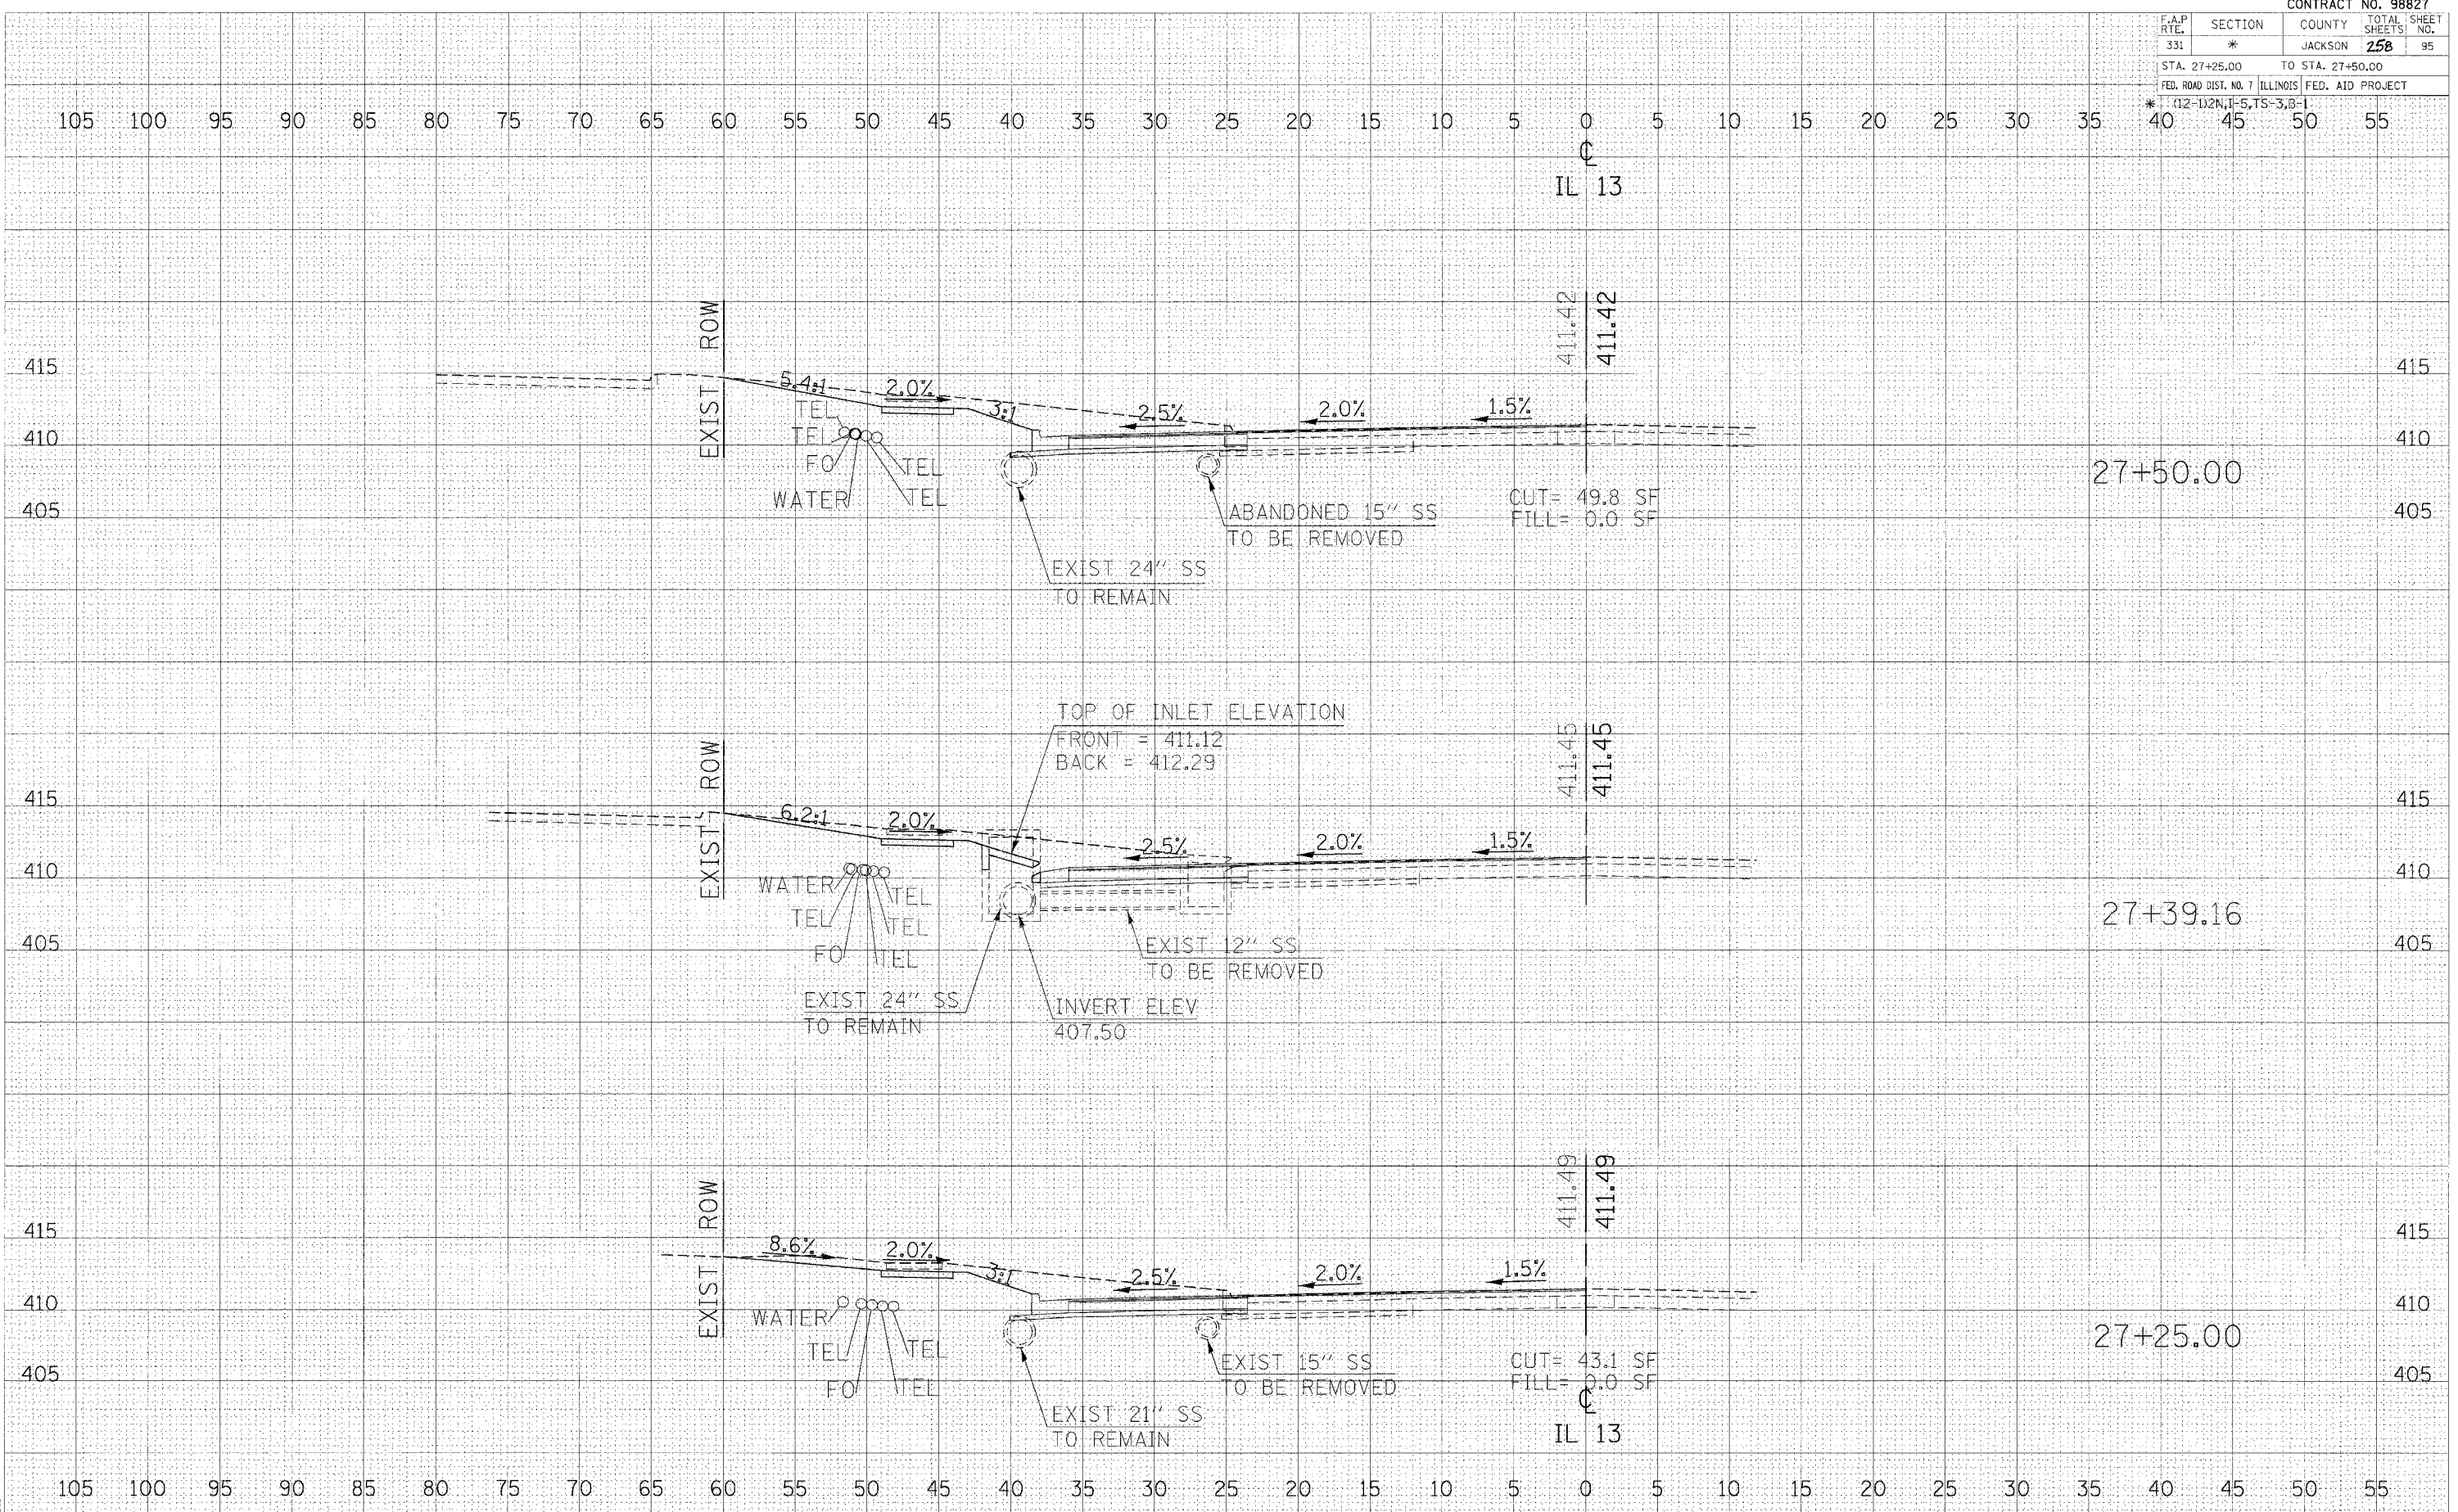 CONTRACT NO. 98827
F.A.P RTE. SECTION COUNTY TOTAL SHEETS SHEET NO.
331 * JACKSON 258 95
STA. 27+25.00 TO STA. 27+50.00
FED. ROAD DIST. NO. 7 ILLINOIS FED. AID PROJECT
* (12-1)2N,I-5,TS-3,B-1
105 100 95 90 85 80 75 70 65 60 55 50 45 40 35 30 25 20 15 10 5 0 5 10 15 20 25 30 35 40 45 50 55
℄
IL 13
EXIST ROW
411.42
411.42
415 415
5.4:1 2.0% 3:1 2.5% 2.0% 1.5%
TEL
TEL
FO
WATER
TEL
TEL
410 410
27+50.00
CUT= 49.8 SF
FILL= 0.0 SF
405 405
ABANDONED 15" SS
TO BE REMOVED
EXIST 24" SS
TO REMAIN
TOP OF INLET ELEVATION
FRONT = 411.12
BACK = 412.29
EXIST ROW
411.45
411.45
415 415
6.2:1 2.0% 2.5% 2.0% 1.5%
410 410
WATER
TEL
FO
TEL
TEL
TEL
27+39.16
405 405
EXIST 12" SS
TO BE REMOVED
EXIST 24" SS
TO REMAIN
INVERT ELEV
407.50
EXIST ROW
411.49
411.49
415 415
8.6% 2.0% 3:1 2.5% 2.0% 1.5%
410 410
WATER
TEL
FO
TEL
TEL
27+25.00
EXIST 15" SS
TO BE REMOVED
CUT= 43.1 SF
FILL= 0.0 SF
405 405
EXIST 21" SS
TO REMAIN
℄
IL 13
105 100 95 90 85 80 75 70 65 60 55 50 45 40 35 30 25 20 15 10 5 0 5 10 15 20 25 30 35 40 45 50 55